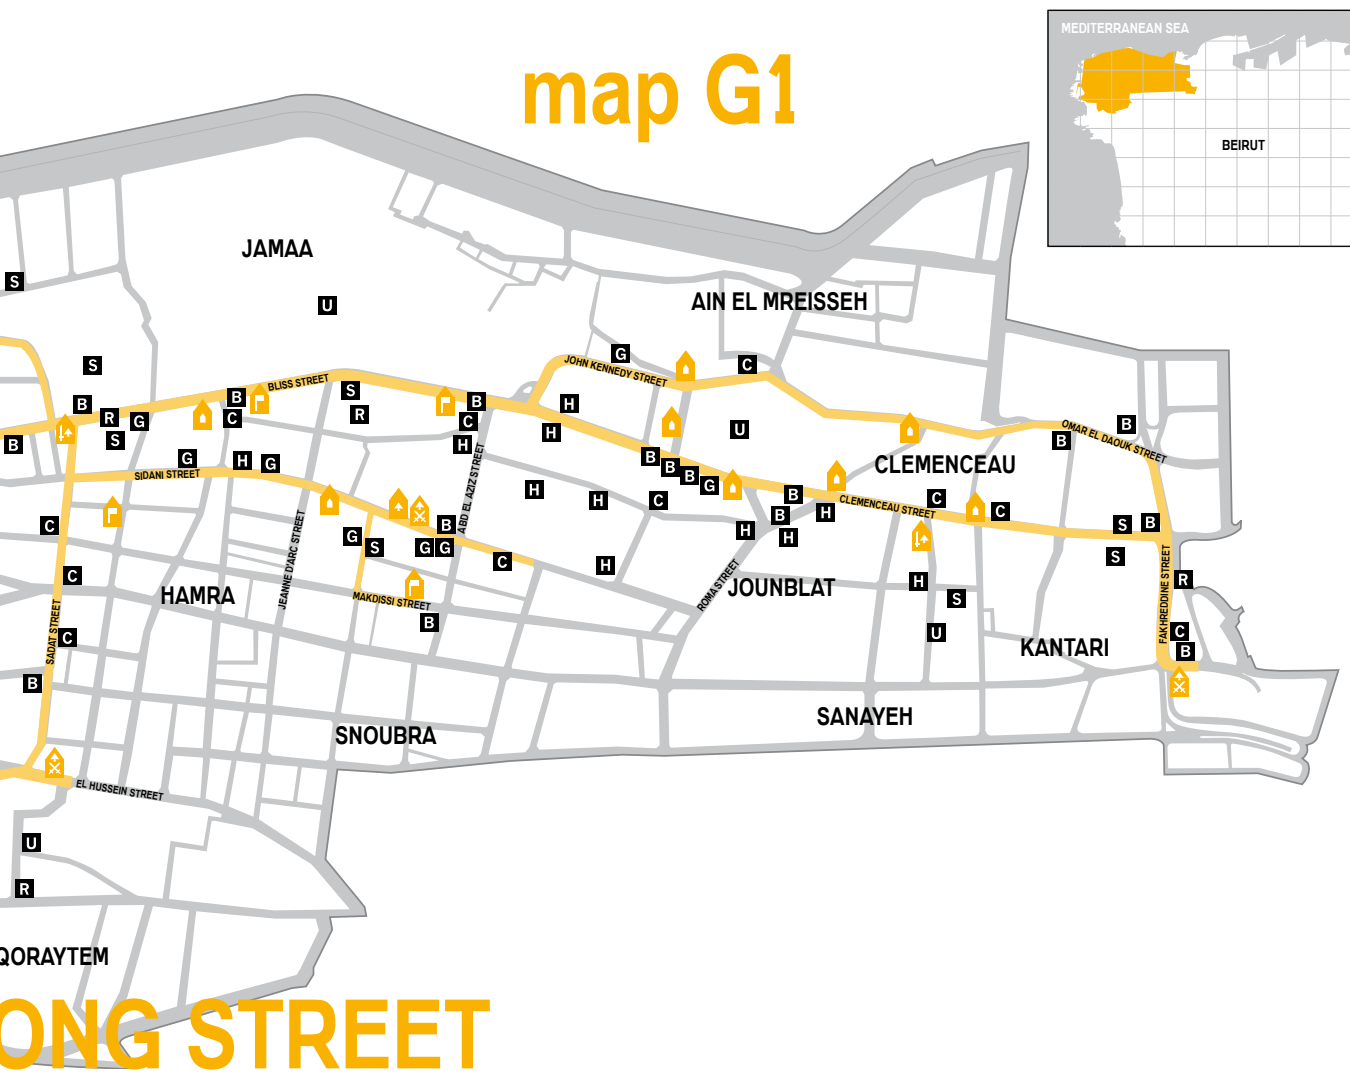 MEDITERRANEAN SEA
map G1
BEIRUT
JAMAA
S
U
AIN EL MREISSEH
G
JOHN KENNEDY STREET
C
S
BLISS STREET
S
B
B
R
G
C
R
B
C
H
H
B
S
B
H
U
B
OMAR EL DAOUK STREET
B
G
H
G
SIDANI STREET
ABD EL AZIZ STREET
B
B
B
G
CLEMENCEAU
H
H
C
B
CLEMENCEAU STREET
C
C
B
H
H
H
C
B
S
B
JEANNE D'ARC STREET
G
S
G
G
C
H
S
C
HAMRA
MAKDISSI STREET
B
ROMA STREET
JOUNBLAT
H
S
U
FAKHREDDINE STREET
R
C
B
SADAT STREET
C
KANTARI
B
SNOUBRA
SANAYEH
EL HUSSEIN STREET
U
R
QORAYTEM
ONG STREET